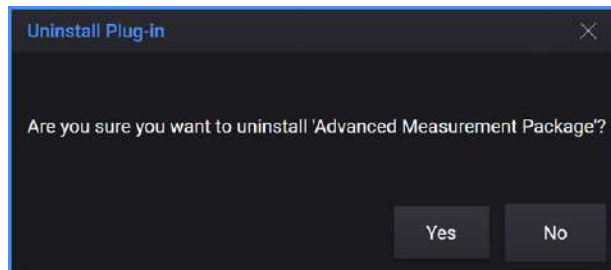 Uninstall Plug-in
Are you sure you want to uninstall 'Advanced Measurement Package'?
Yes No